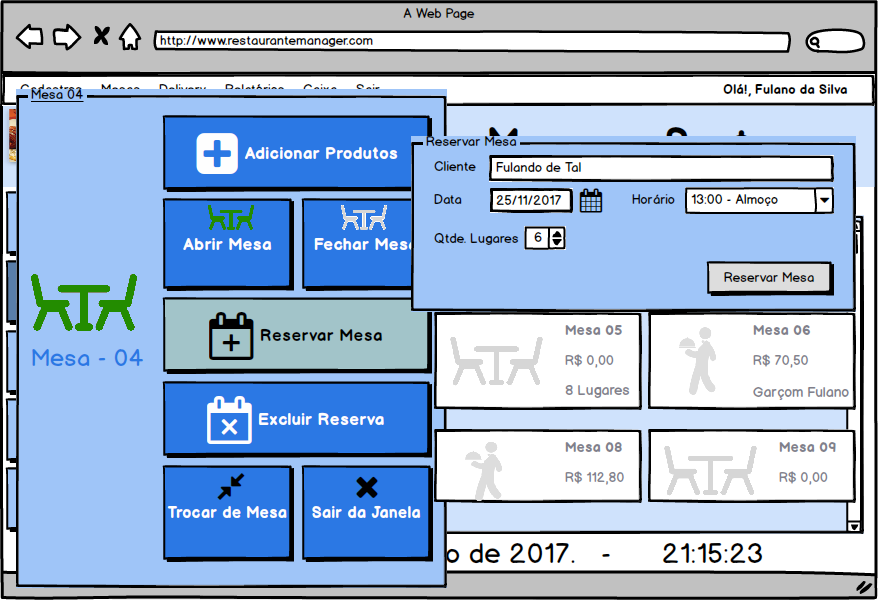 A Web Page
http://www.restaurantemanager.com
Cadastros Mesas Delivery Relatórios Caixa Sair
Olá!, Fulano da Silva
Mesa 04
Adicionar Produtos
Abrir Mesa
Fechar Mesa
Mesa - 04
Reservar Mesa
Excluir Reserva
Trocar de Mesa
Sair da Janela
Reservar Mesa
Cliente
Fulando de Tal
Data
25/11/2017
Horário
13:00 - Almoço
Qtde. Lugares
6
Reservar Mesa
Mesa 05
R$ 0,00
8 Lugares
Mesa 06
R$ 70,50
Garçom Fulano
Mesa 08
R$ 112,80
Mesa 09
R$ 0,00
o de 2017. - 21:15:23